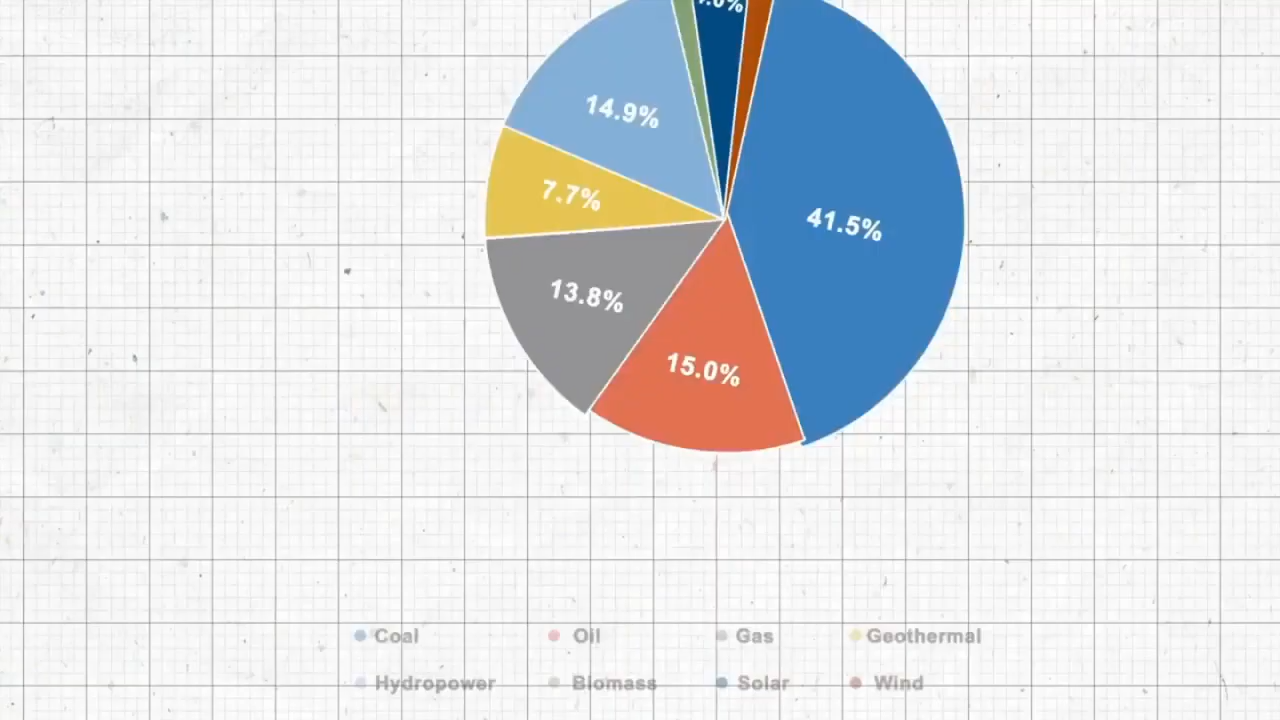 14.9%
7.7%
41.5%
13.8%
15.0%
Coal Oil Gas Geothermal
Hydropower Biomass Solar Wind